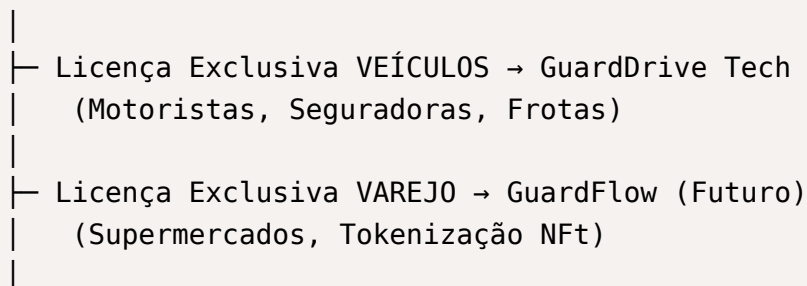 │
├─ Licença Exclusiva VEÍCULOS → GuardDrive Tech
│   (Motoristas, Seguradoras, Frotas)
│
├─ Licença Exclusiva VAREJO → GuardFlow (Futuro)
│   (Supermercados, Tokenização NFt)
│